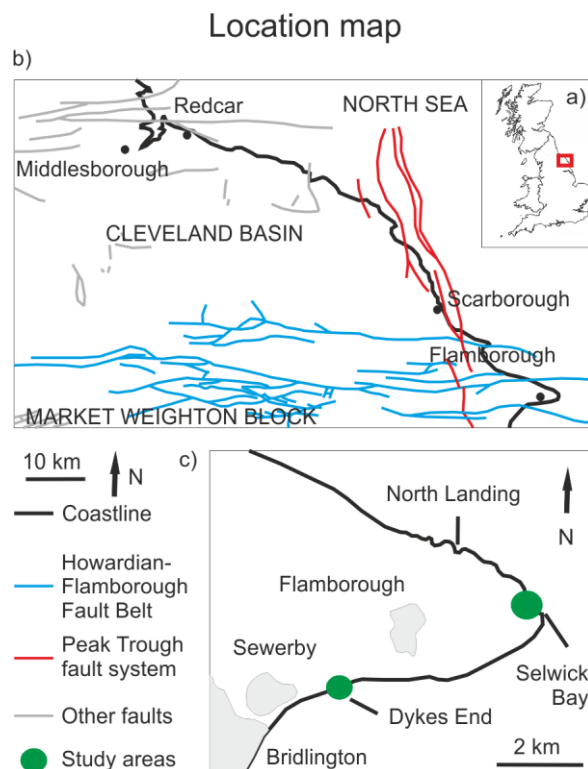 Location map
b)
Redcar
NORTH SEA
a)
Middlesborough
CLEVELAND BASIN
Scarborough
Flamborough
MARKET WEIGHTON BLOCK
10 km
N
Coastline
Howardian-
Flamborough
Fault Belt
Peak Trough
fault system
Other faults
Study areas
c)
North Landing
N
Flamborough
Sewerby
Selwick
Bay
Dykes End
Bridlington
2 km